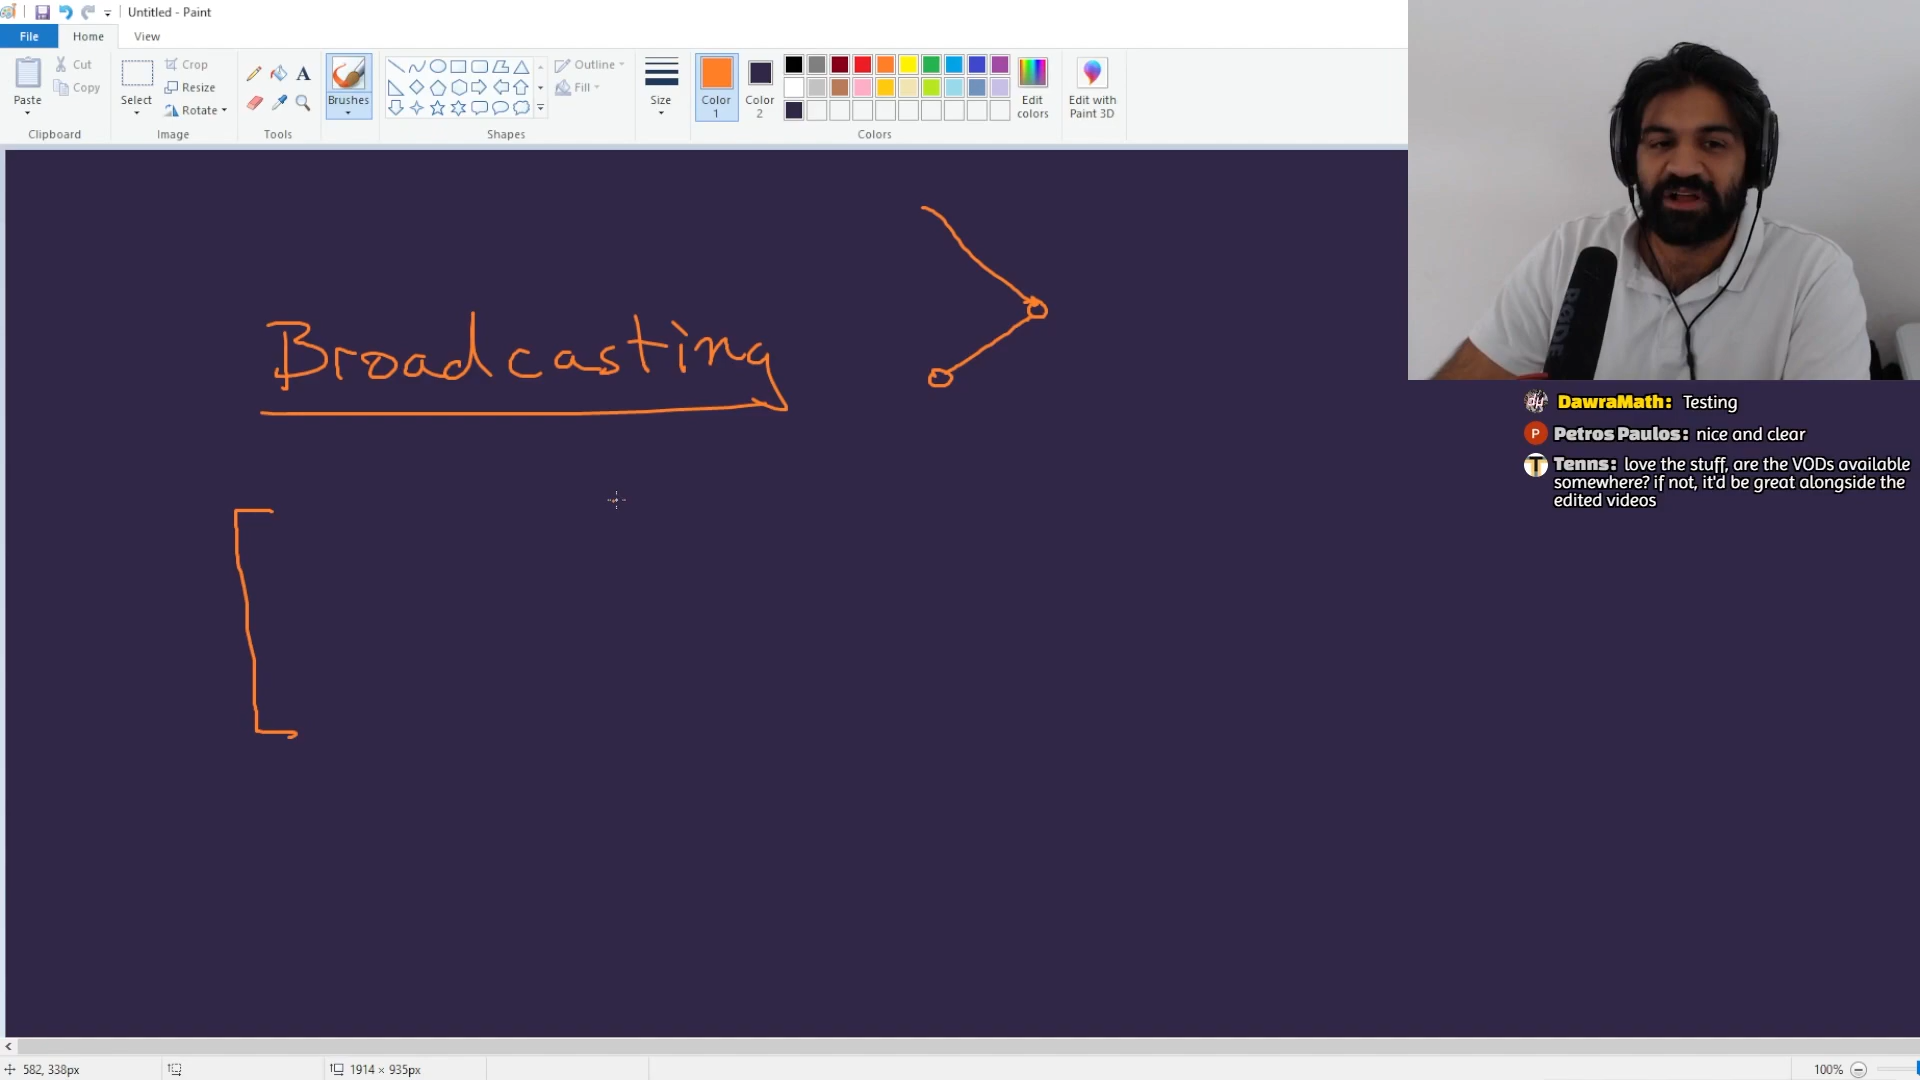 Untitled - Paint
File Home View
Paste
Cut
Copy
Clipboard
Select
Crop
Resize
Rotate
Image
Tools
Brushes
Shapes
Outline
Fill
Size
Color 1
Color 2
Edit colors
Colors
Edit with Paint 3D
Broadcasting
DawraMath: Testing
P Petros Paulos: nice and clear
T Tenns: love the stuff, are the VODs available
somewhere? if not, it'd be great alongside the
edited videos
582, 338px
1914 × 935px
100%
RØDE